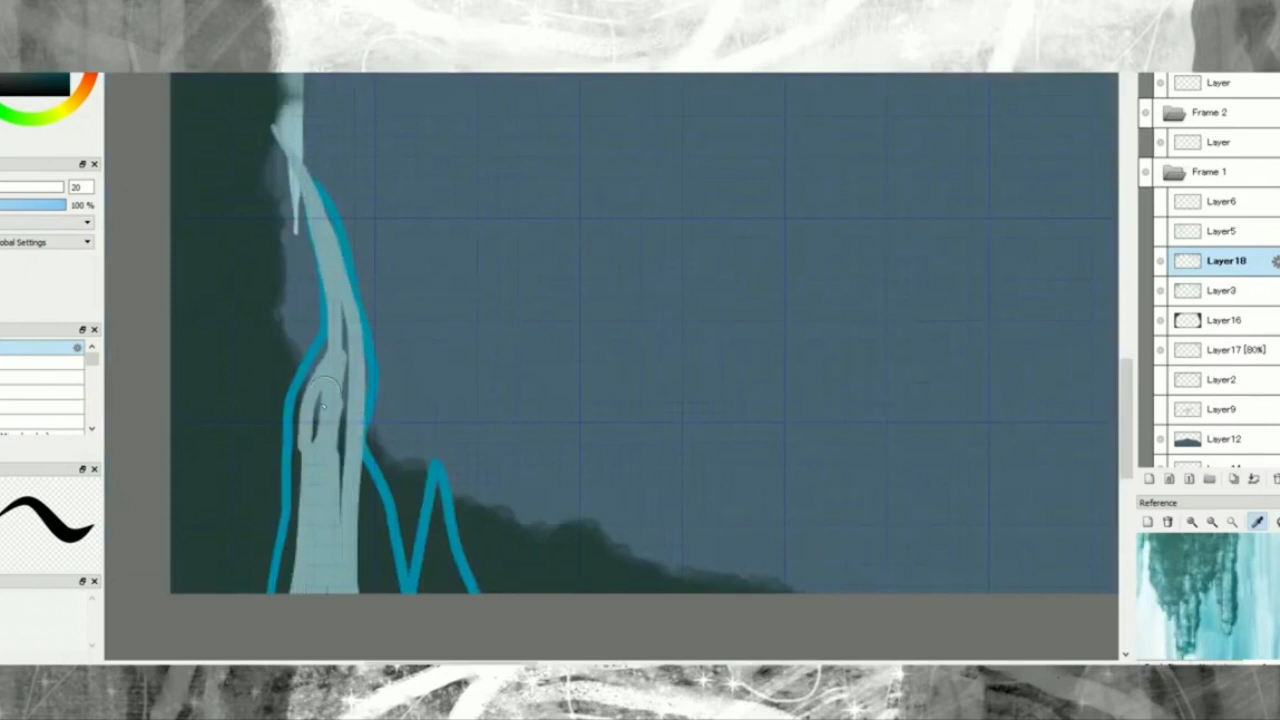 Layer
Frame 2
Layer
Frame 1
20
Layer6
100 %
Layer5
obal Settings
Layer18
Layer3
Layer16
Layer17 [80%]
Layer2
Layer9
Layer12
Reference